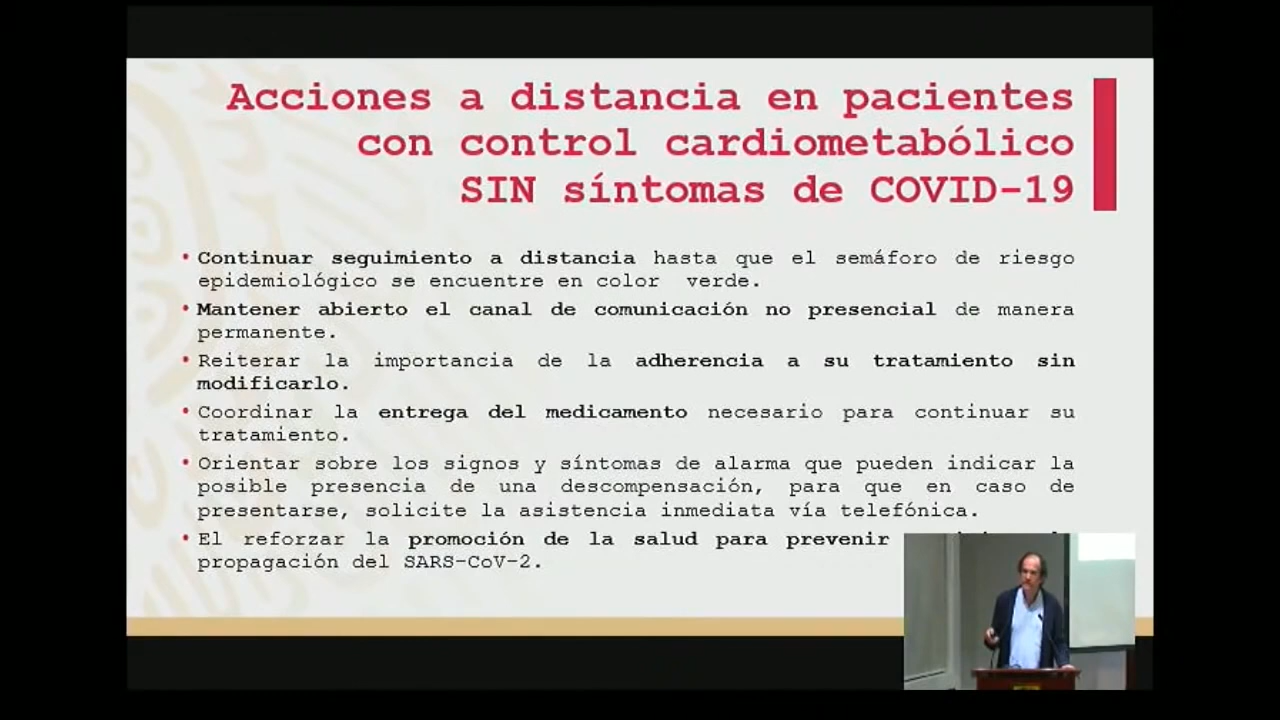 Acciones a distancia en pacientes
con control cardiometabólico
SIN síntomas de COVID-19
• Continuar seguimiento a distancia hasta que el semáforo de riesgo
epidemiológico se encuentre en color verde.
• Mantener abierto el canal de comunicación no presencial de manera
permanente.
• Reiterar la importancia de la adherencia a su tratamiento sin
modificarlo.
• Coordinar la entrega del medicamento necesario para continuar su
tratamiento.
• Orientar sobre los signos y síntomas de alarma que pueden indicar la
posible presencia de una descompensación, para que en caso de
presentarse, solicite la asistencia inmediata vía telefónica.
• El reforzar la promoción de la salud para prevenir
propagación del SARS-CoV-2.